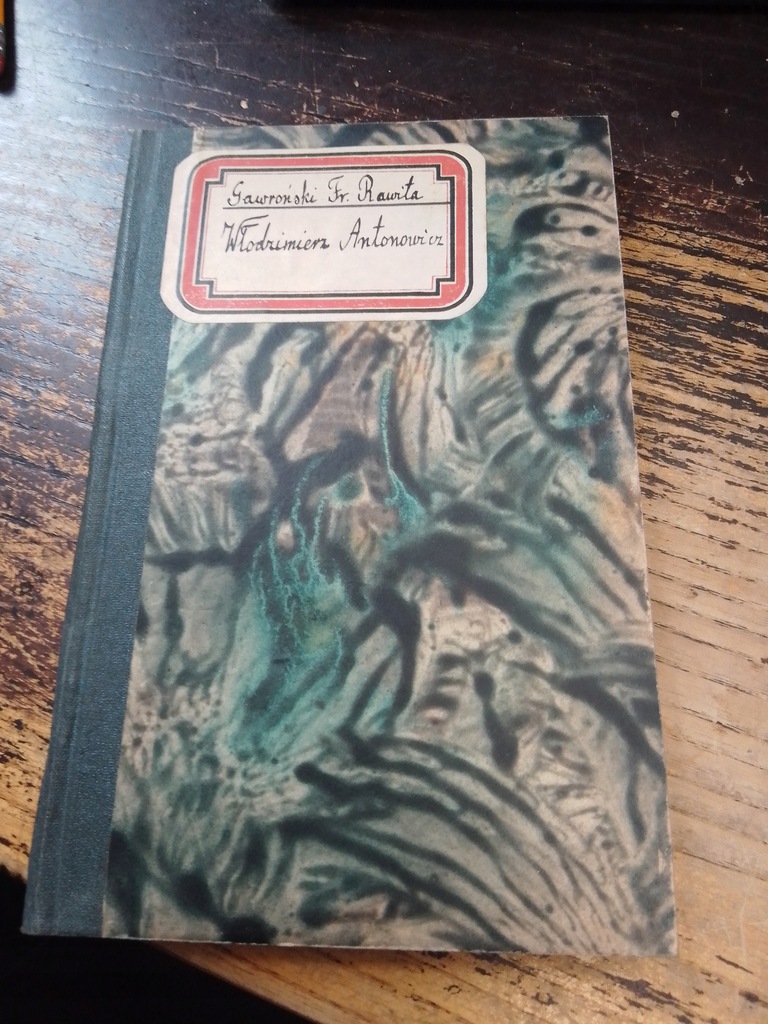 Gawroński Fr. Rawita
Włodzimierz Antonowicz